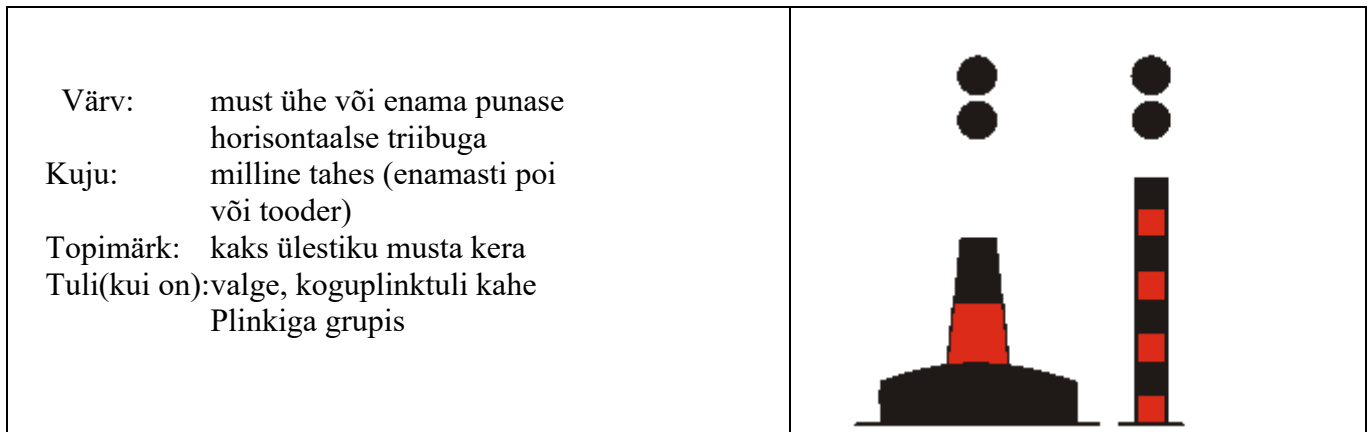 Värv: must ühe või enama punase
horisontaalse triibuga
Kuju: milline tahes (enamasti poi
või tooder)
Topimärk: kaks ülestiku musta kera
Tuli(kui on):valge, koguplinktuli kahe
Plinkiga grupis